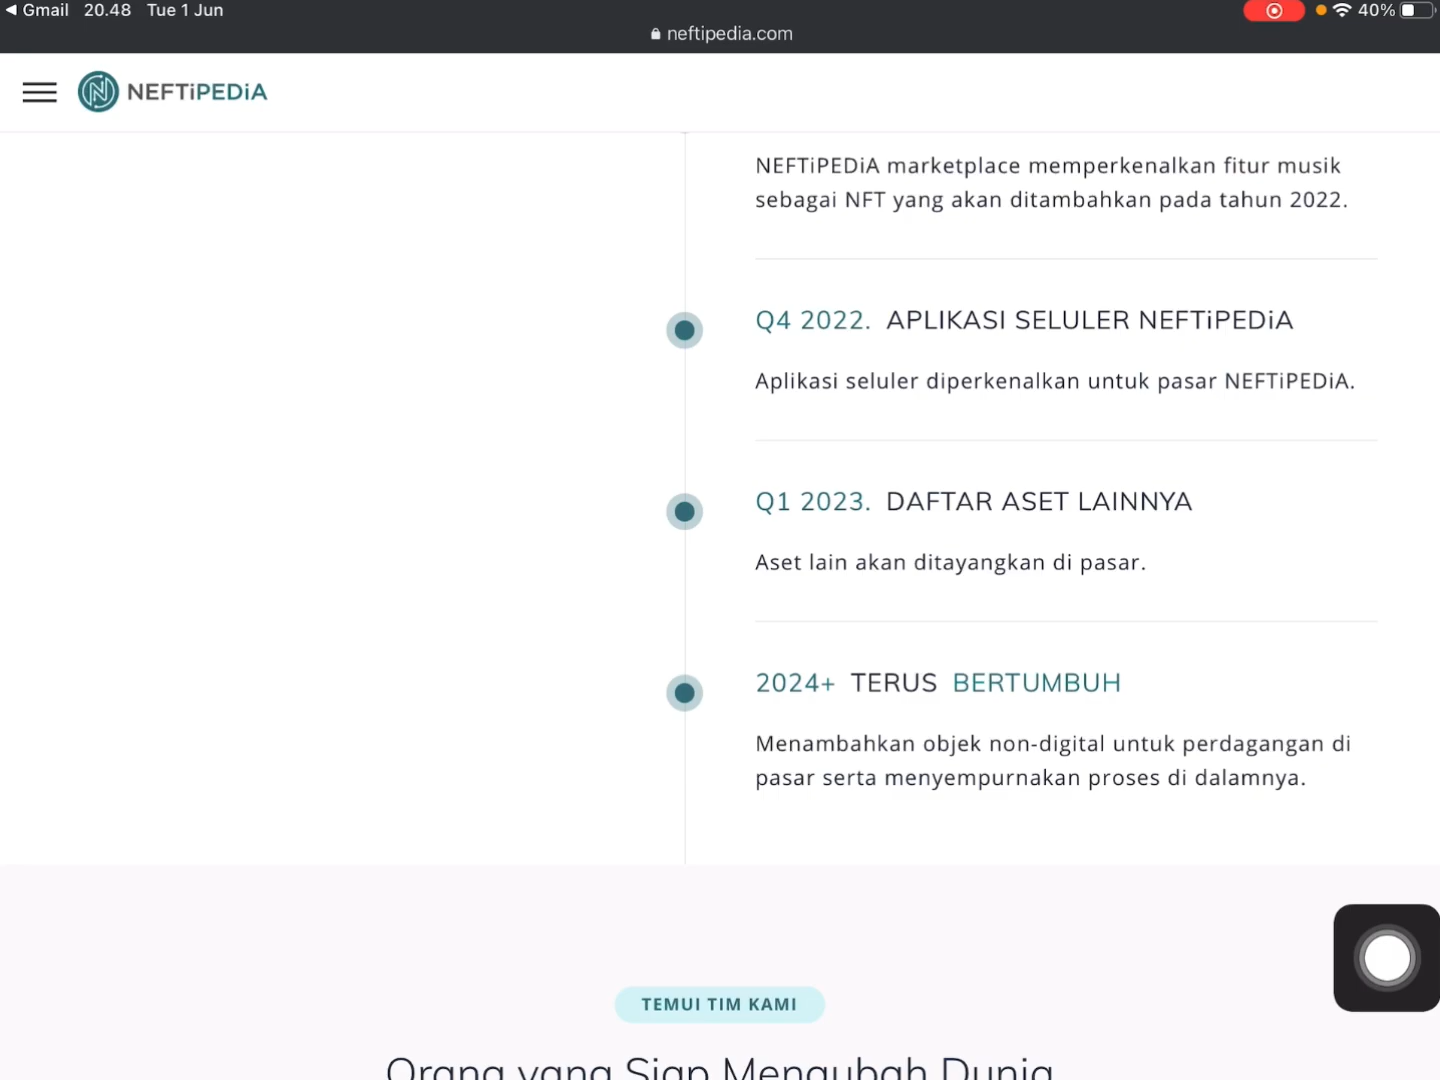 Gmail 20.48 Tue 1 Jun 40%
neftipedia.com
NEFTiPEDiA
NEFTiPEDiA marketplace memperkenalkan fitur musik
sebagai NFT yang akan ditambahkan pada tahun 2022.
Q4 2022. APLIKASI SELULER NEFTiPEDiA
Aplikasi seluler diperkenalkan untuk pasar NEFTiPEDiA.
Q1 2023. DAFTAR ASET LAINNYA
Aset lain akan ditayangkan di pasar.
2024+ TERUS BERTUMBUH
Menambahkan objek non-digital untuk perdagangan di
pasar serta menyempurnakan proses di dalamnya.
TEMUI TIM KAMI
Orang yang Siap Mengubah Dunia